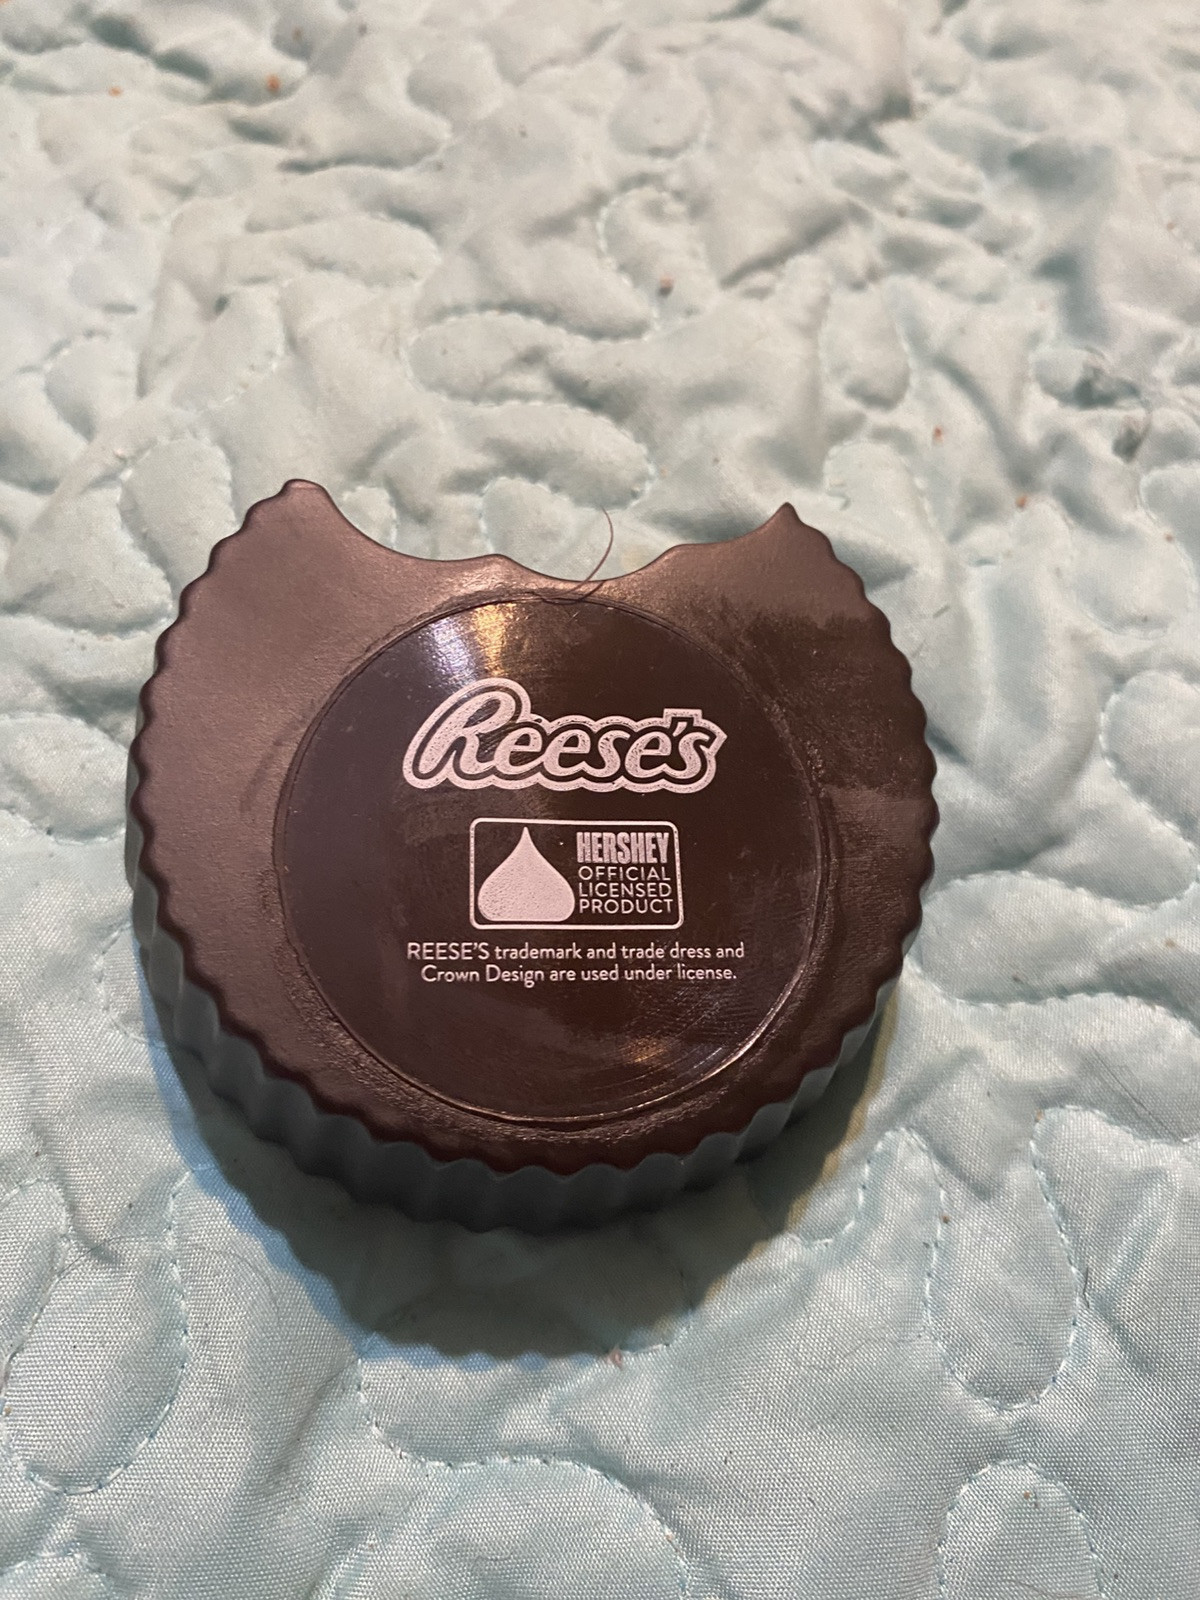 Reese's
HERSHEY
OFFICIAL
LICENSED
PRODUCT
REESE'S trademark and trade dress and
Crown Design are used under license.